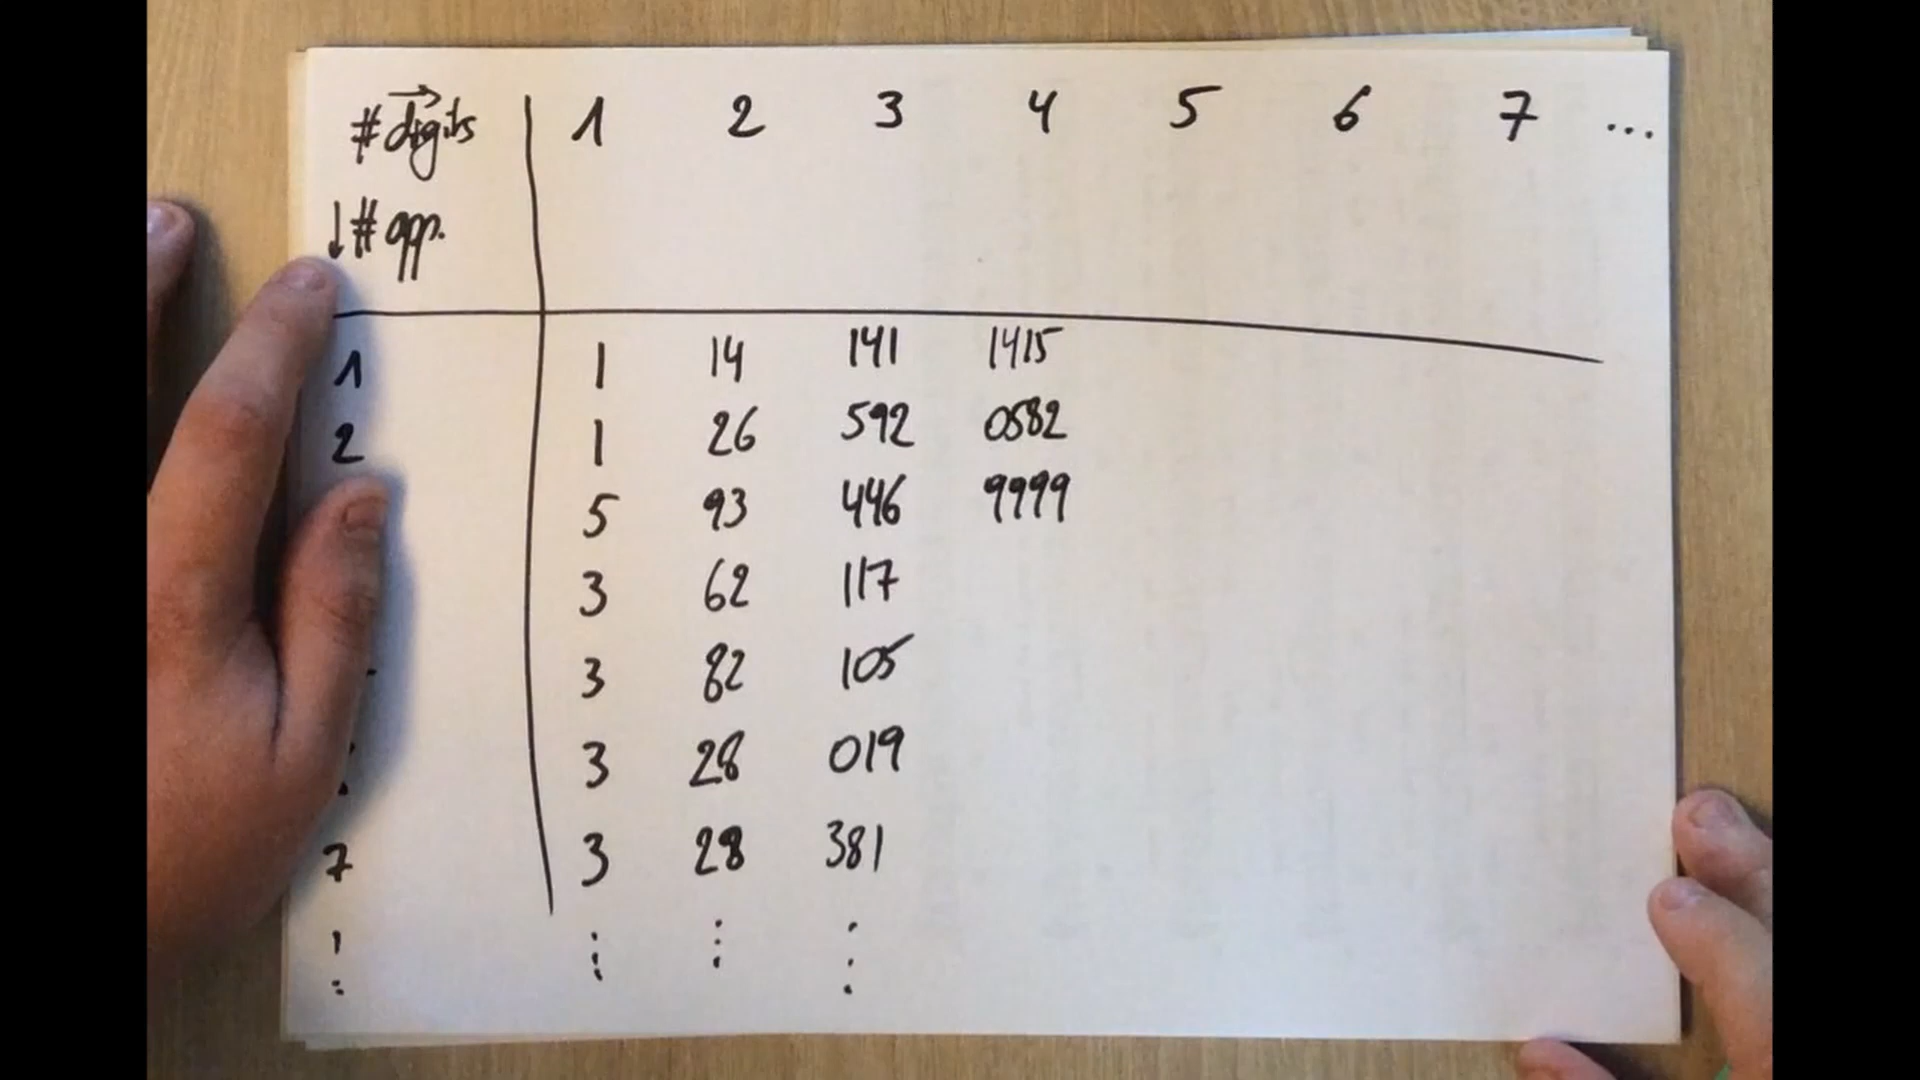 # digits 1 2 3 4 5 6 7 ...
↓ # app.
1 1 14 141 1415
2 1 26 592 0582
5 93 446 9999
3 62 117
3 82 105
3 28 019
7 3 28 381